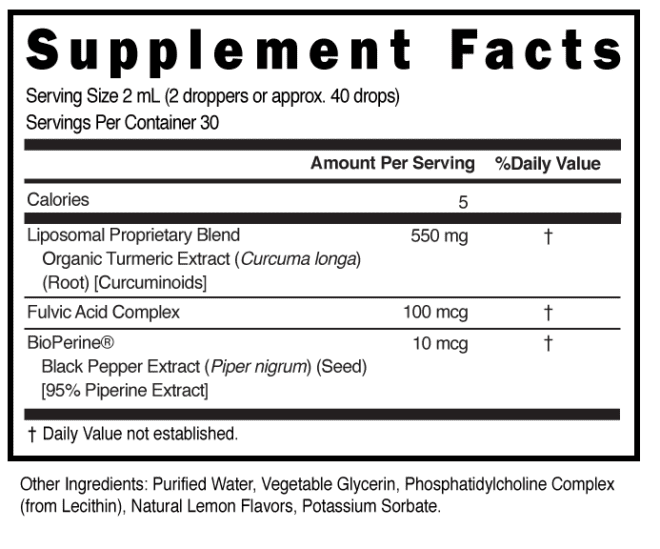 Supplement Facts
Serving Size 2 mL (2 droppers or approx. 40 drops)
Servings Per Container 30
Amount Per Serving %Daily Value
Calories 5
Liposomal Proprietary Blend 550 mg †
Organic Turmeric Extract (Curcuma longa)
(Root) [Curcuminoids]
Fulvic Acid Complex 100 mcg †
BioPerine® 10 mcg †
Black Pepper Extract (Piper nigrum) (Seed)
[95% Piperine Extract]
† Daily Value not established.
Other Ingredients: Purified Water, Vegetable Glycerin, Phosphatidylcholine Complex
(from Lecithin), Natural Lemon Flavors, Potassium Sorbate.